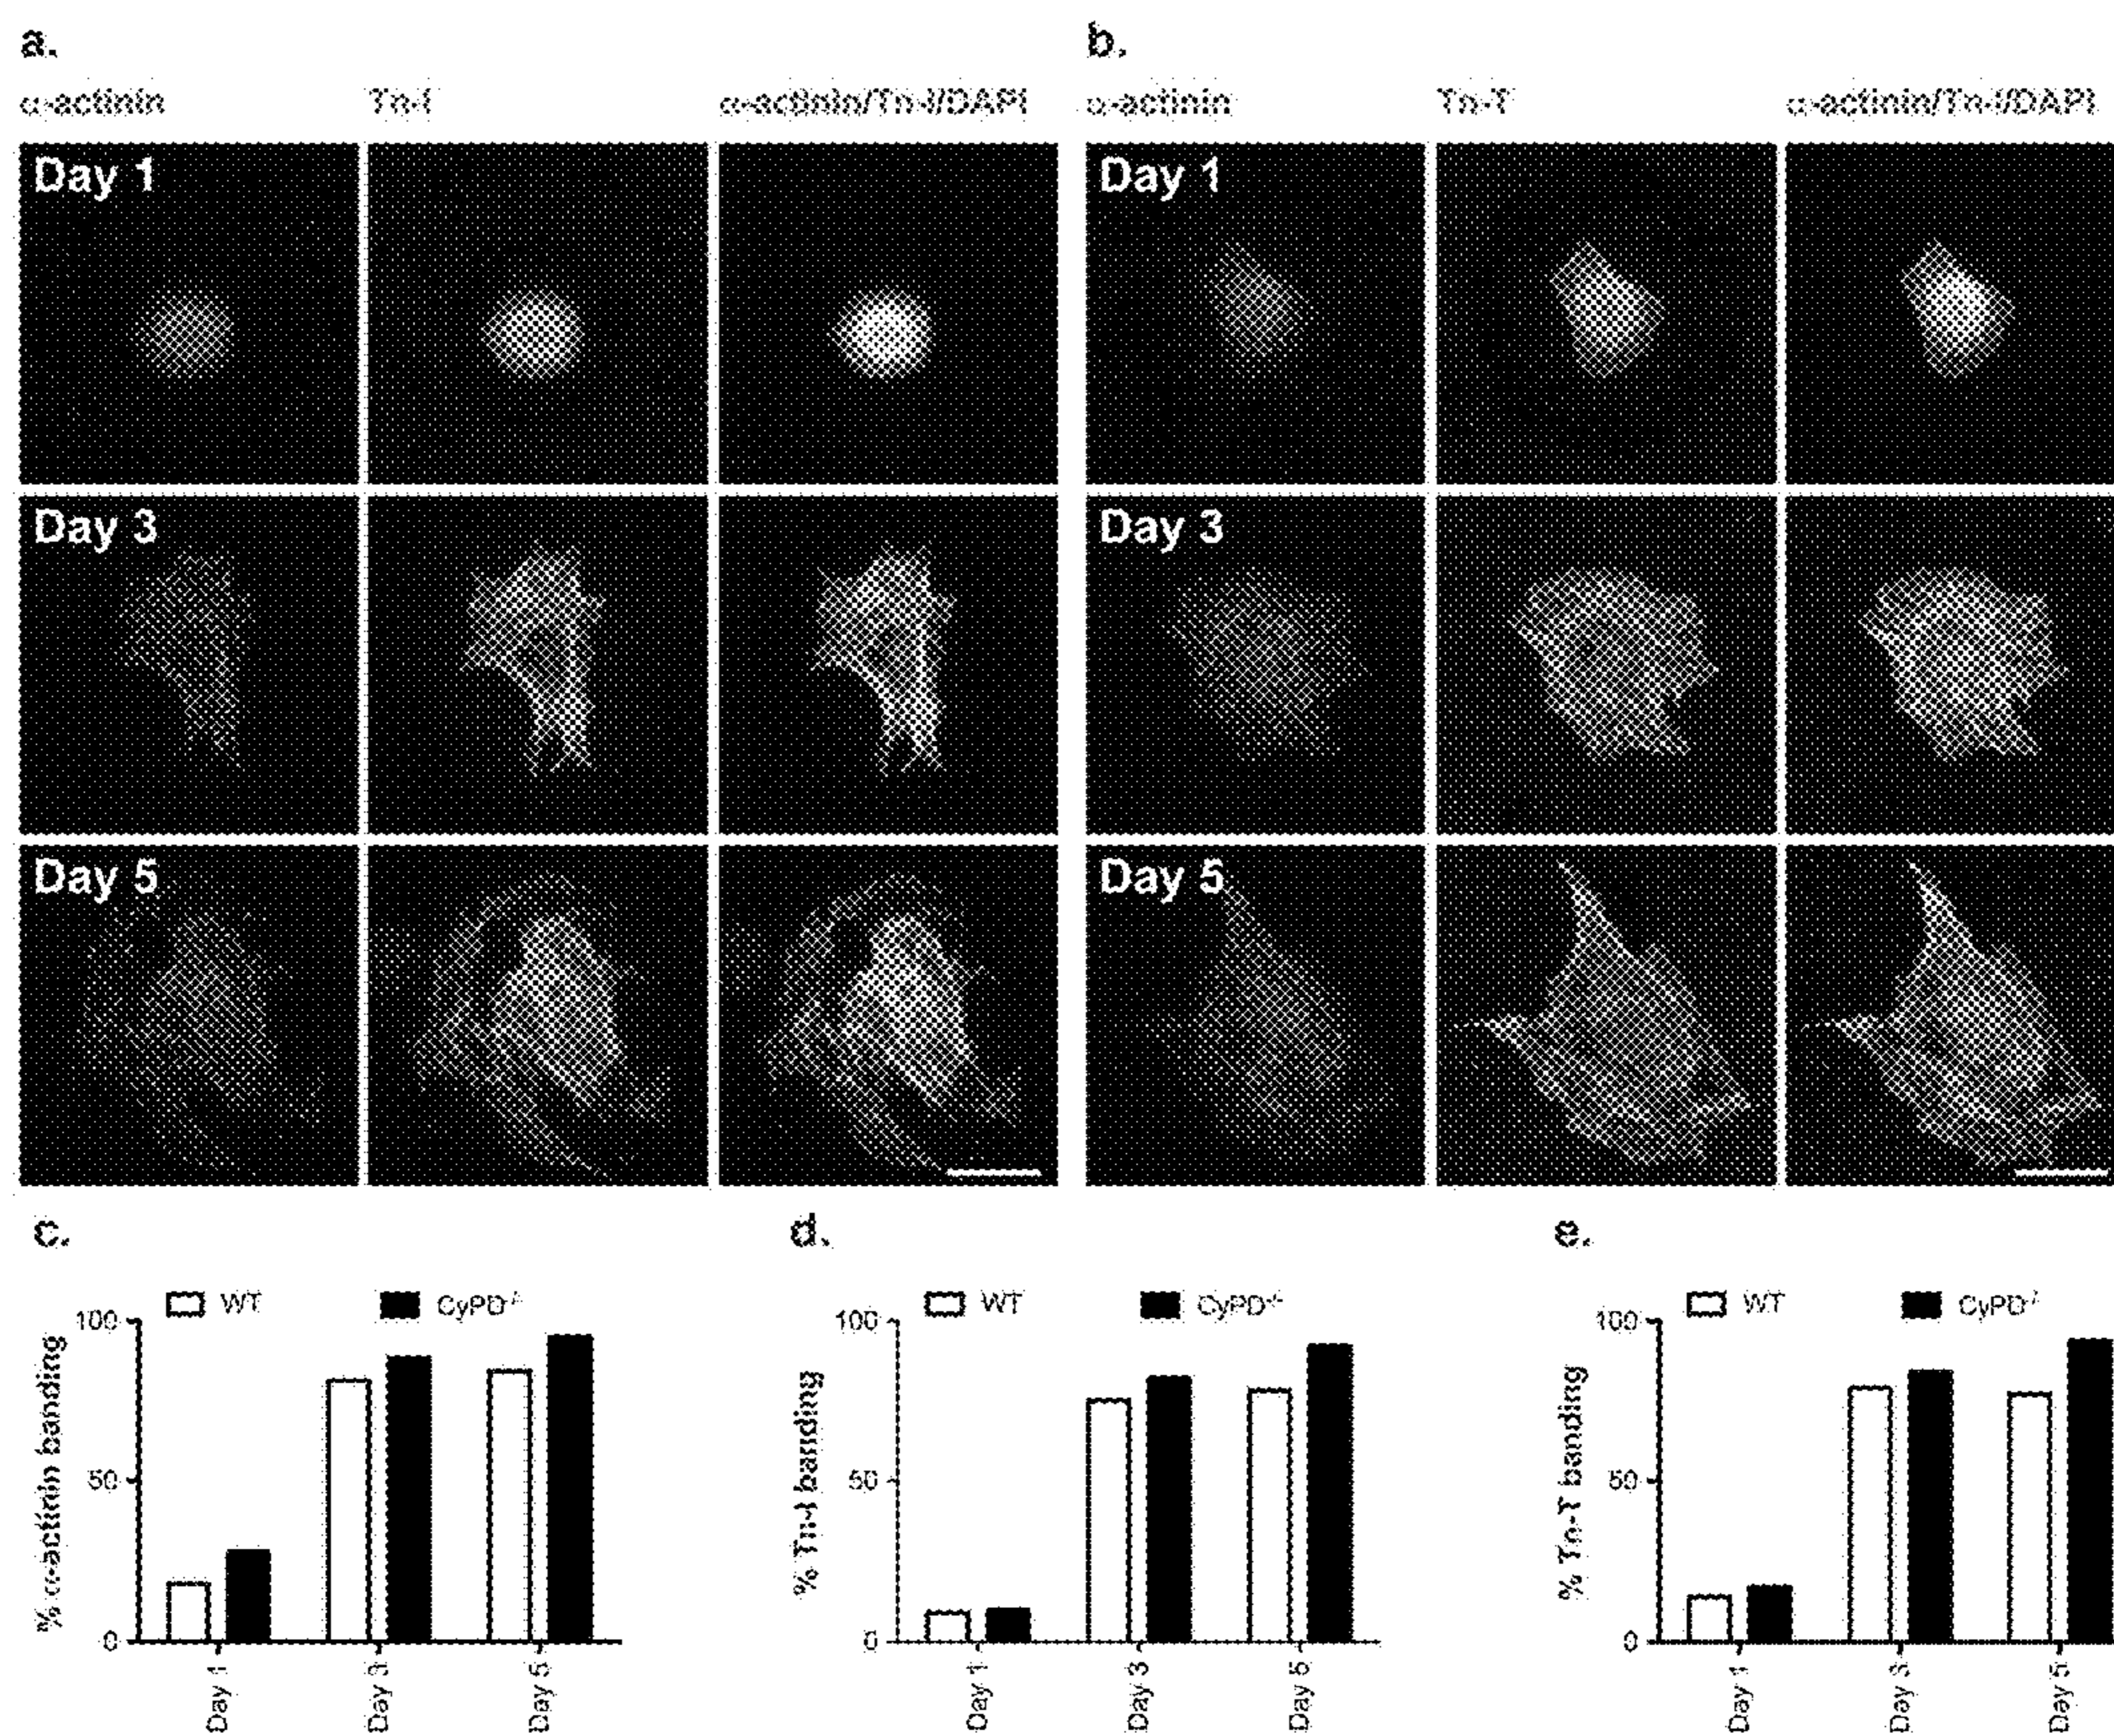 a.
α-actinin Tn-I α-actinin/Tn-I/DAPI
Day 1
Day 3
Day 5
b.
α-actinin Tn-T α-actinin/Tn-I/DAPI
Day 1
Day 3
Day 5
c.
WT CyPD-/-
% α-actinin banding
100
50
0
Day 1
Day 3
Day 5
d.
WT CyPD-/-
% Tn-I banding
100
50
0
Day 1
Day 3
Day 5
e.
WT CyPD-/-
% Tn-T banding
100
50
0
Day 1
Day 3
Day 5